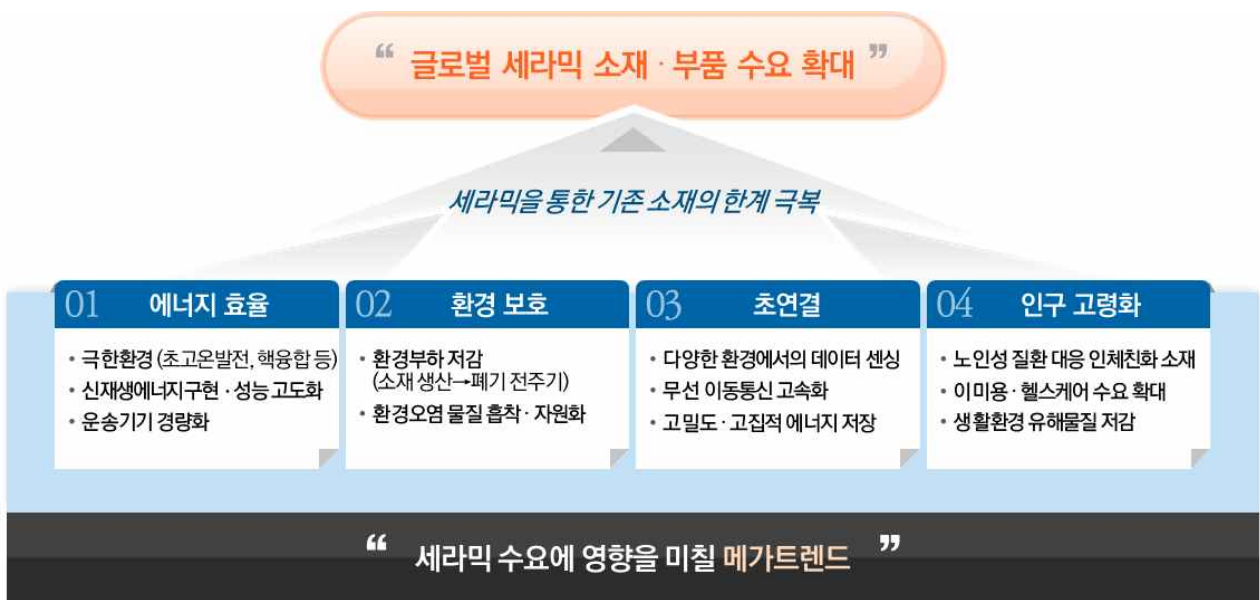 “ 글로벌 세라믹 소재 · 부품 수요 확대 ”
세라믹을 통한 기존 소재의 한계 극복
01 에너지 효율
• 극한환경 (초고온발전, 핵융합 등)
• 신재생에너지구현 · 성능 고도화
• 운송기기 경량화
02 환경 보호
• 환경부하 저감
(소재 생산→폐기 전주기)
• 환경오염 물질 흡착 · 자원화
03 초연결
• 다양한 환경에서의 데이터 센싱
• 무선 이동통신 고속화
• 고밀도 · 고집적 에너지 저장
04 인구 고령화
• 노인성 질환 대응 인체친화 소재
• 이미용 · 헬스케어 수요 확대
• 생활환경 유해물질 저감
“ 세라믹 수요에 영향을 미칠 메가트렌드 ”